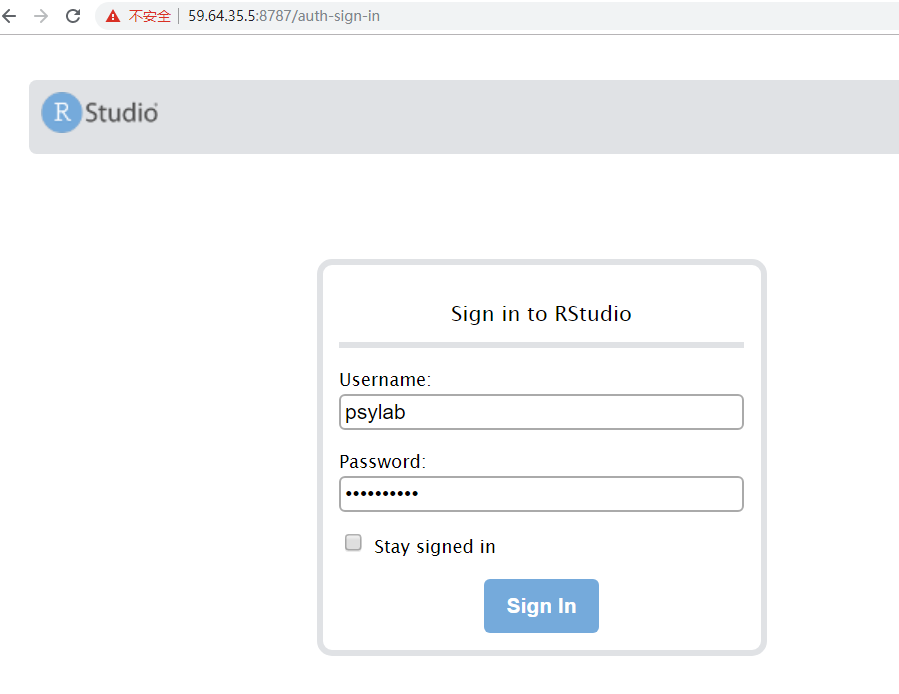 不安全 59.64.35.5:8787/auth-sign-in
R Studio
Sign in to RStudio
Username:
psylab
Password:
••••••••••
Stay signed in
Sign In